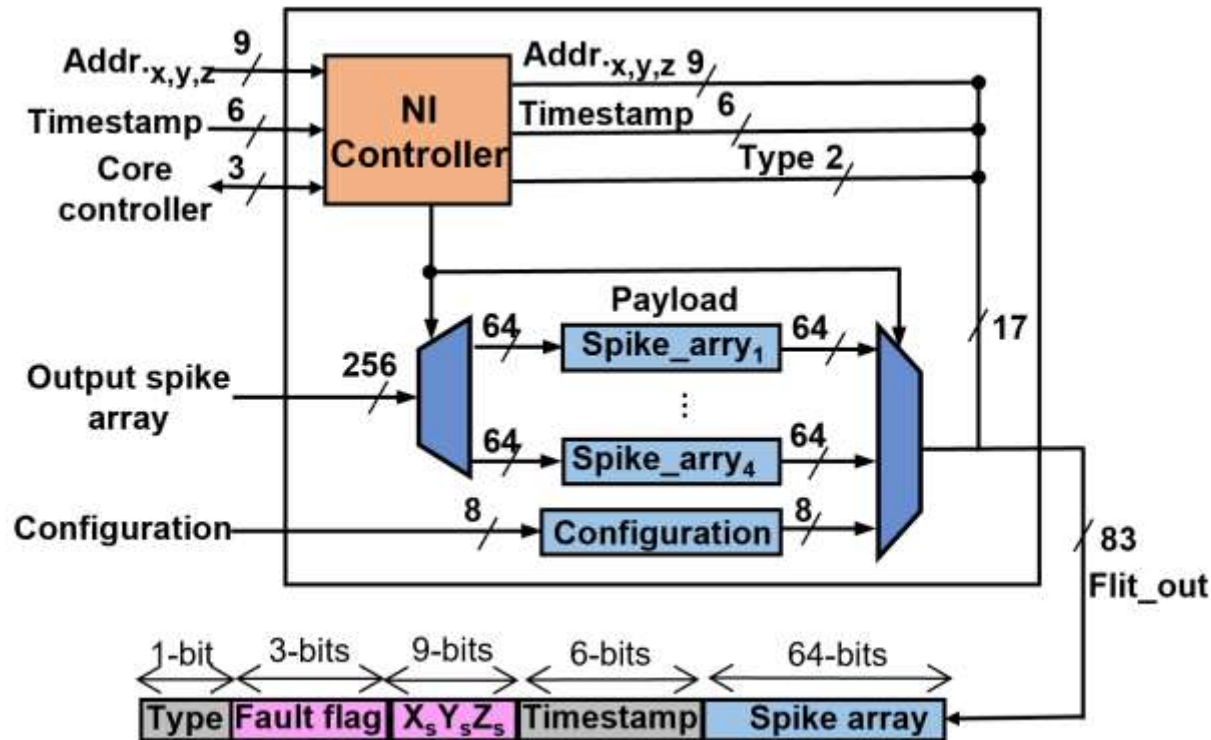 Addr.x,y,z
9
Timestamp
6
Core
controller
3
NI
Controller
Addr.x,y,z 9
Timestamp
6
Type 2
Payload
Output spike
array
256
64
Spike_arry1
64
17
⋮
64
Spike_arry4
64
Configuration
8
Configuration
8
83
Flit_out
1-bit
3-bits
9-bits
6-bits
64-bits
Type
Fault flag
XsYsZs
Timestamp
Spike array